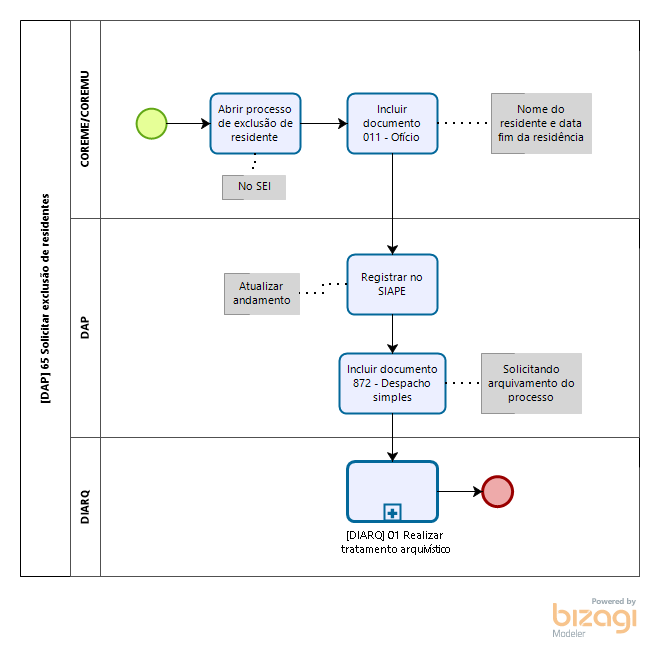 [DAP] 65 Solicitar exclusão de residentes
COREME/COREMU
Abrir processo
de exclusão de
residente
Incluir
documento
011 - Ofício
Nome do
residente e data
fim da residência
No SEI
DAP
Registrar no
SIAPE
Atualizar
andamento
Incluir documento
872 - Despacho
simples
Solicitando
arquivamento do
processo
DIARQ
[DIARQ] 01 Realizar
tratamento arquivístico
Powered by
bizagi
Modeler